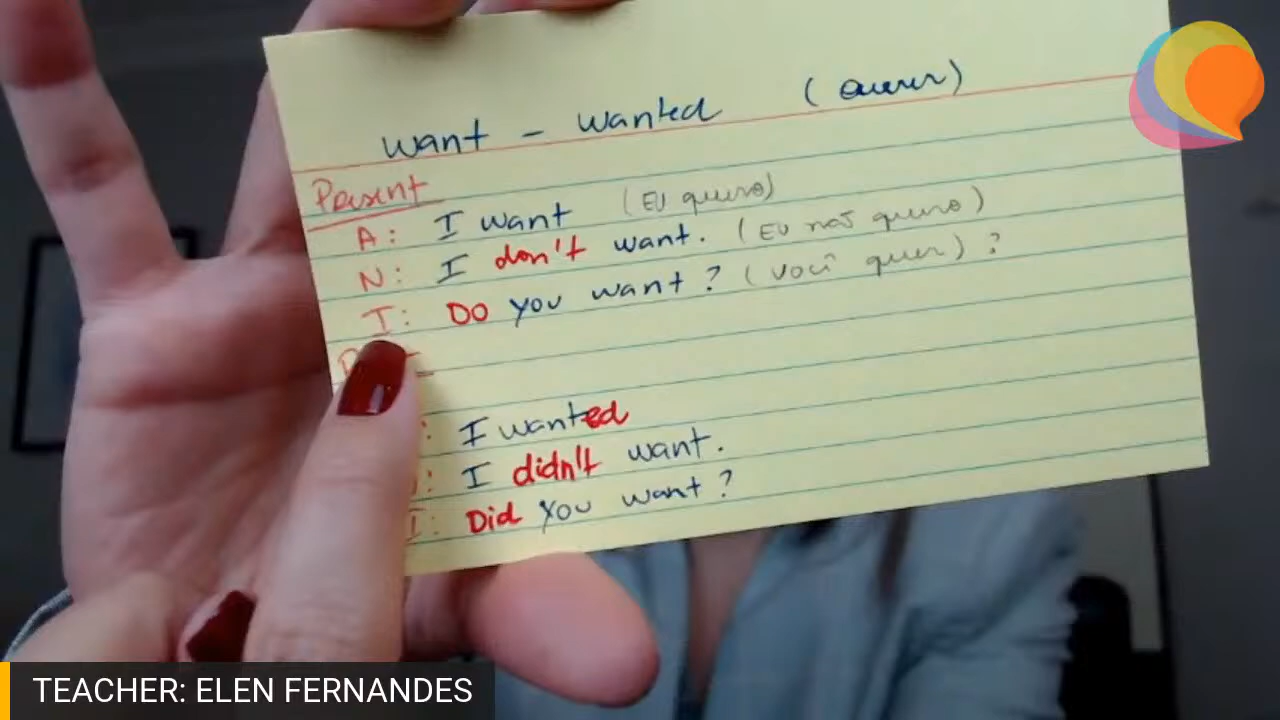 want - wanted (querer)
Present
A: I want (Eu quero)
N: I don't want. (Eu não quero)
I: Do you want? (você quer)?
: I wanted
: I didn't want.
I: Did you want?
TEACHER: ELEN FERNANDES